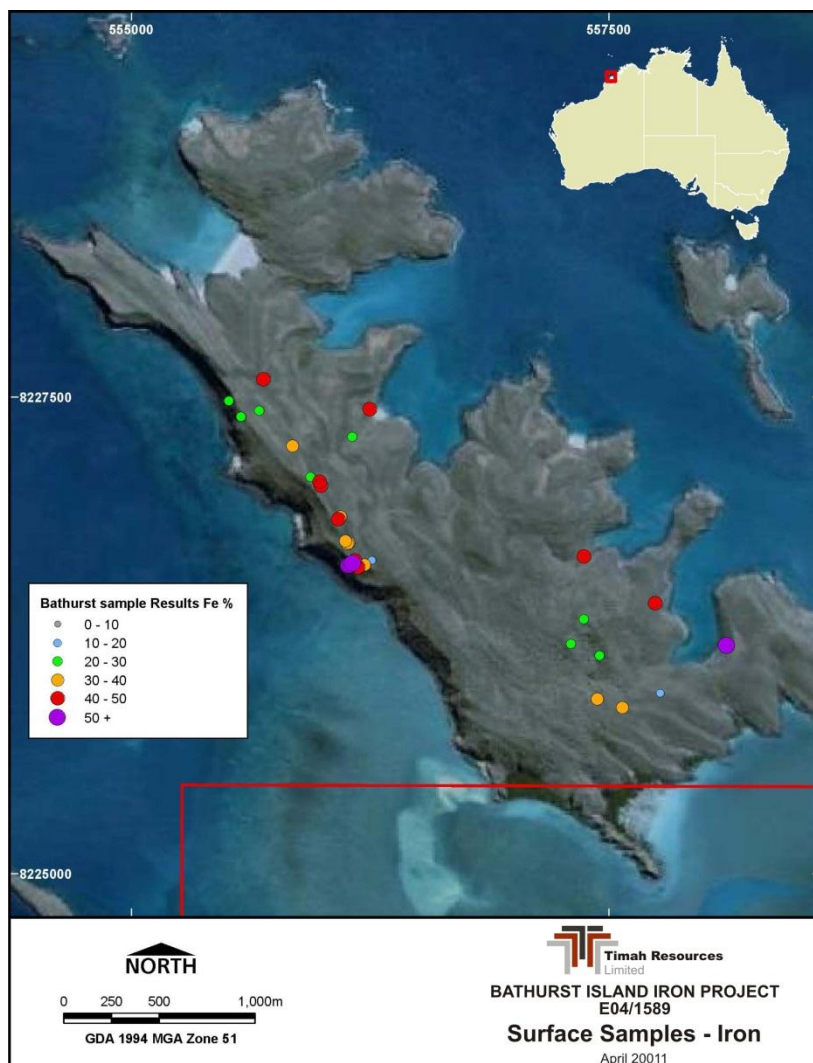 555000
557500
8227500
8225000
Bathurst sample Results Fe %
0 - 10
10 - 20
20 - 30
30 - 40
40 - 50
50 +
NORTH
0 250 500 1,000m
GDA 1994 MGA Zone 51
Timah Resources
Limited
BATHURST ISLAND IRON PROJECT
E04/1589
Surface Samples - Iron
April 20011